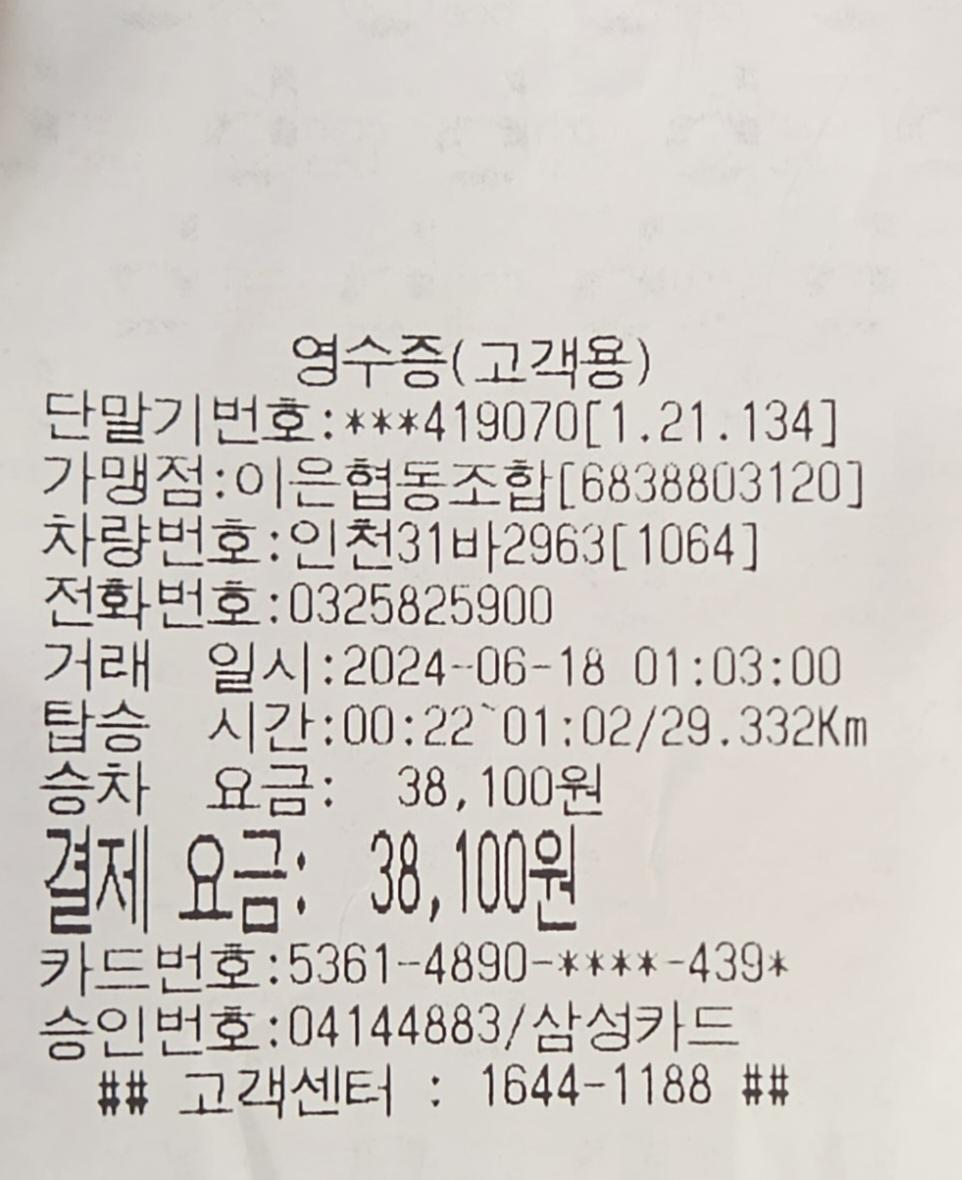 영수증(고객용)
단말기번호:***419070[1.21.134]
가맹점:이은협동조합[6838803120]
차량번호:인천31바2963[1064]
전화번호:0325825900
거래 일시:2024-06-18 01:03:00
탑승 시간:00:22~01:02/29.332Km
승차 요금: 38,100원
결제 요금: 38,100원
카드번호:5361-4890-****-439*
승인번호:04144883/삼성카드
## 고객센터 : 1644-1188 ##